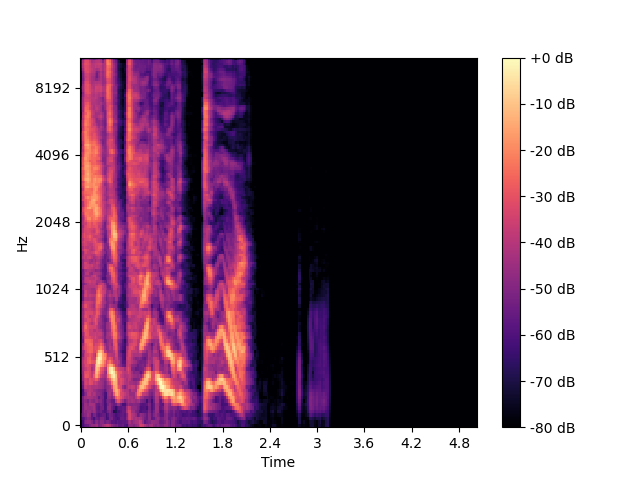 +0 dB
8192
-10 dB
4096
-20 dB
-30 dB
2048
-40 dB
Hz
1024
-50 dB
-60 dB
512
-70 dB
0
-80 dB
0 0.6 1.2 1.8 2.4 3 3.6 4.2 4.8
Time